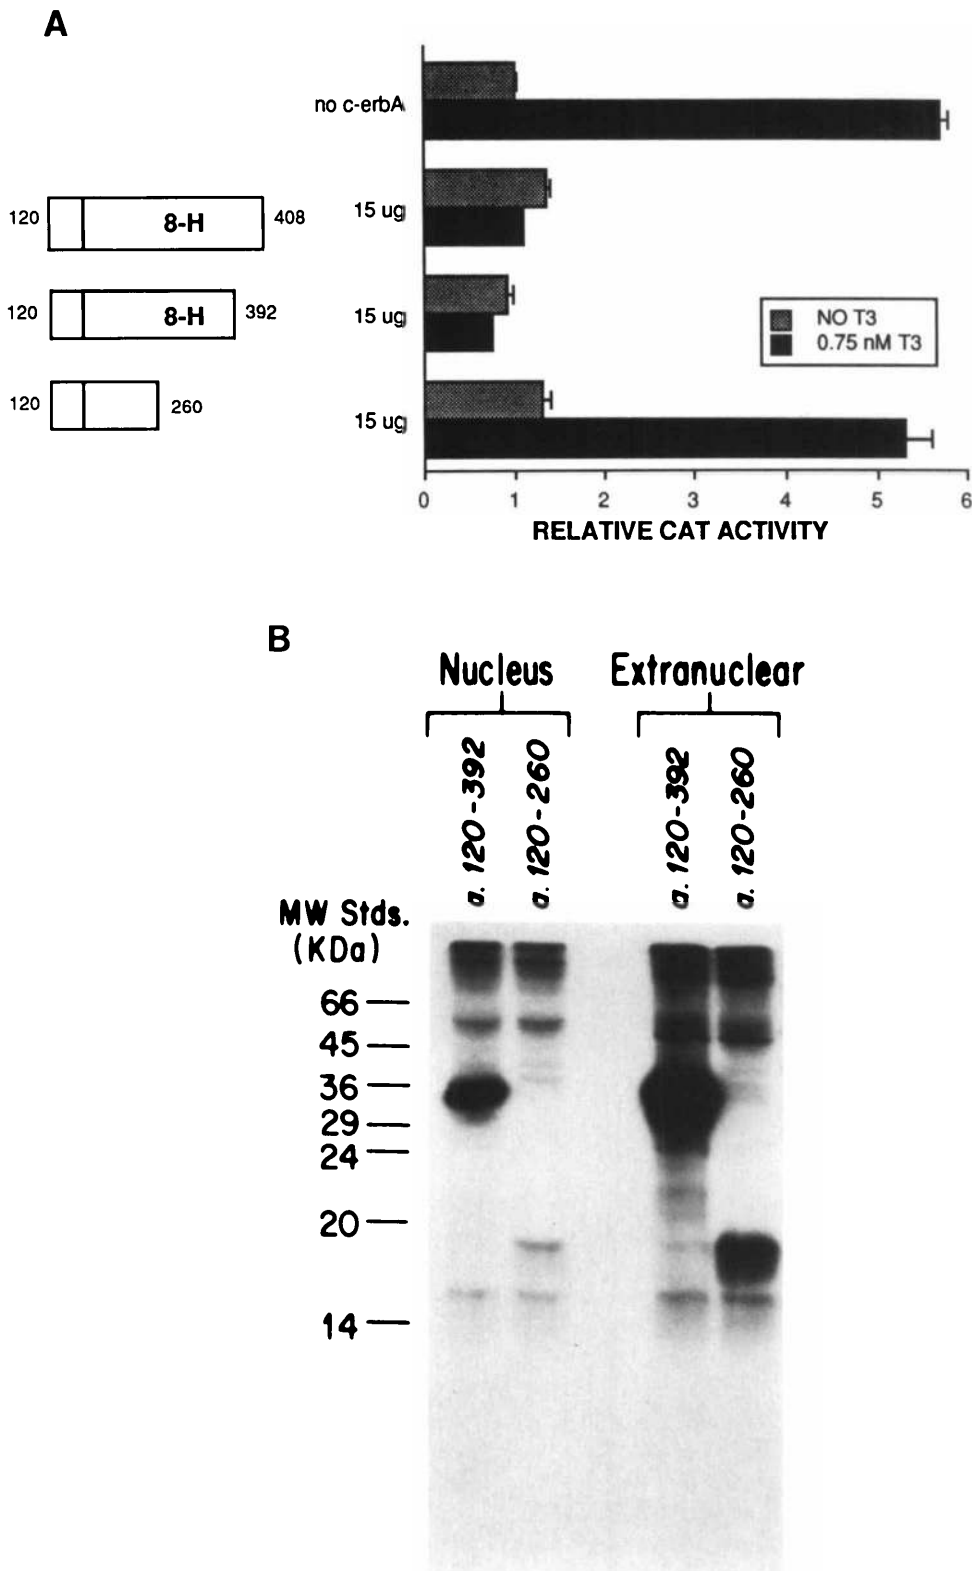 A
no c-erbA
120 8-H 408 15 ug
120 8-H 392 15 ug
120 260 15 ug
NO T3
0.75 nM T3
0 1 2 3 4 5 6
RELATIVE CAT ACTIVITY
B
Nucleus Extranuclear
a. 120-392 a. 120-260 a. 120-392 a. 120-260
MW Stds.
(KDa)
66
45
36
29
24
20
14